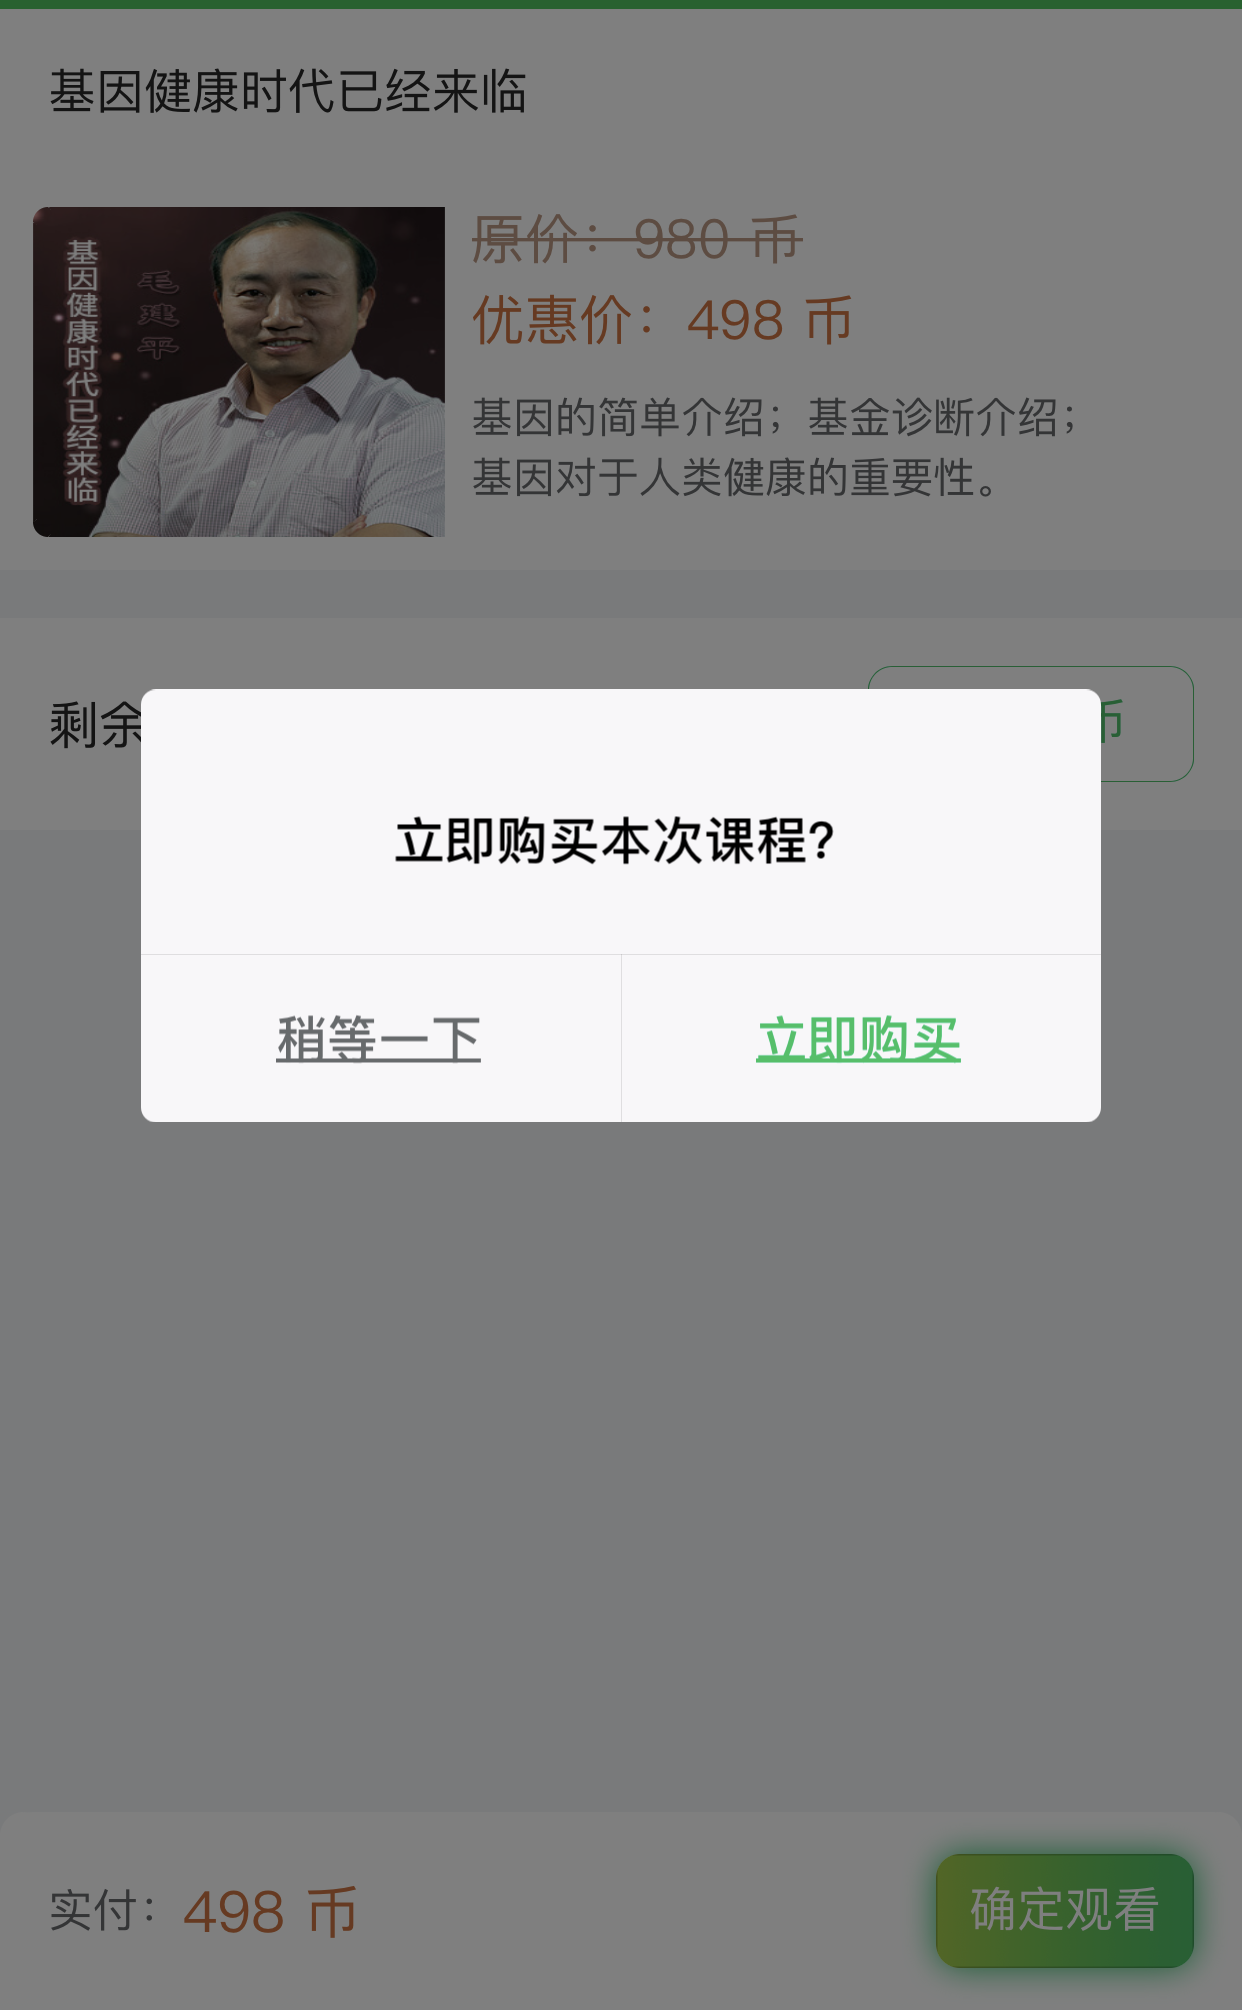 基因健康时代已经来临
基因健康时代已经来临
毛建平
原价：980 币
优惠价：498 币
基因的简单介绍；基金诊断介绍；
基因对于人类健康的重要性。
剩余
币
立即购买本次课程?
稍等一下
立即购买
实付：498 币
确定观看